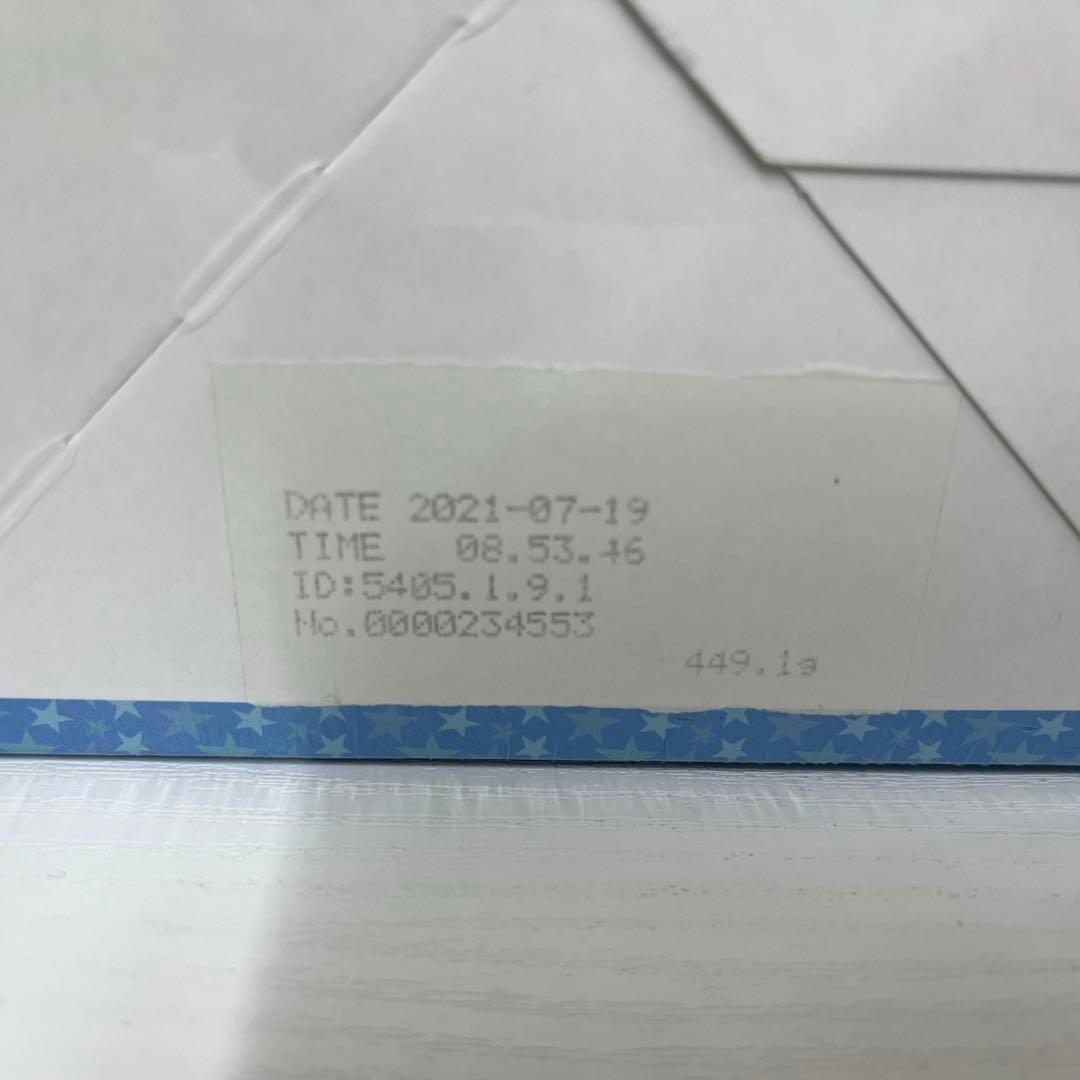 DATE 2021-07-19
TIME 08.53.46
ID:5405.1.9.1
No.0000234553
449.1g